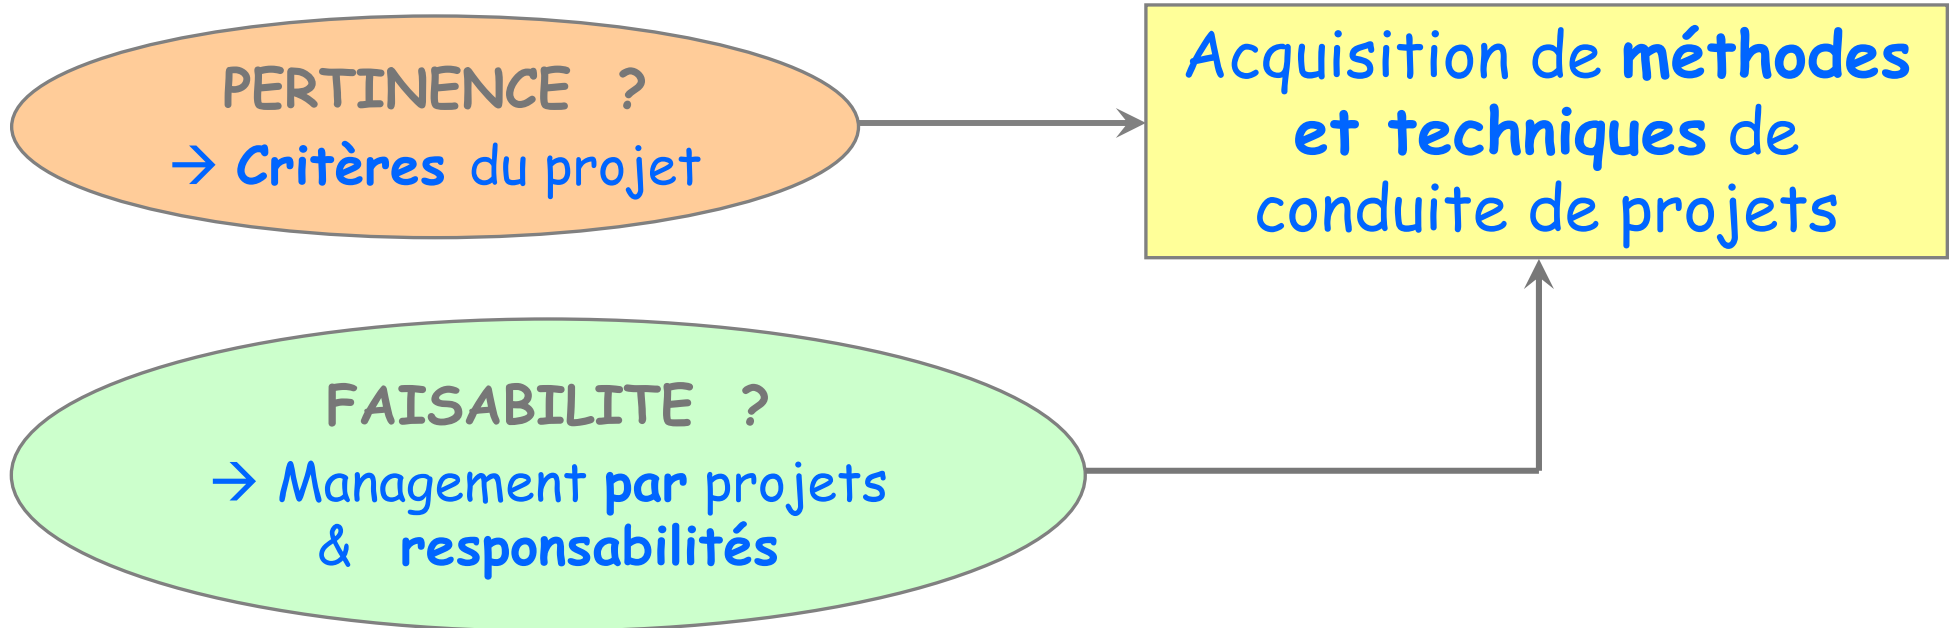 PERTINENCE ?
→ Critères du projet
Acquisition de méthodes
et techniques de
conduite de projets
FAISABILITE ?
→ Management par projets
& responsabilités